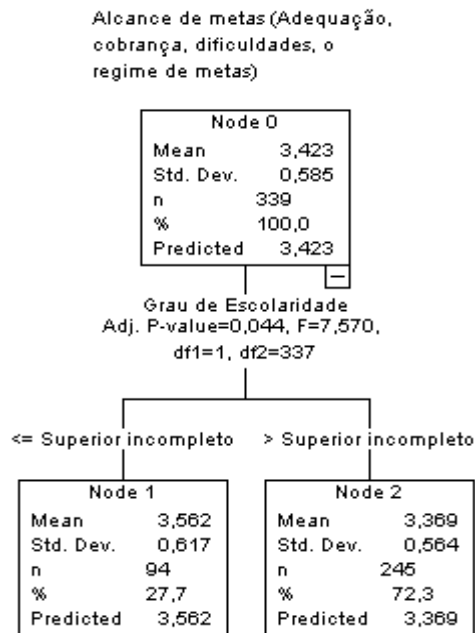 Alcance de metas (Adequação,
cobrança, dificuldades, o
regime de metas)
Node 0
Mean 3,423
Std. Dev. 0,585
n 339
% 100,0
Predicted 3,423
Grau de Escolaridade
Adj. P-value=0,044, F=7,570,
df1=1, df2=337
<= Superior incompleto
> Superior incompleto
Node 1
Mean 3,562
Std. Dev. 0,617
n 94
% 27,7
Predicted 3,562
Node 2
Mean 3,369
Std. Dev. 0,564
n 245
% 72,3
Predicted 3,369